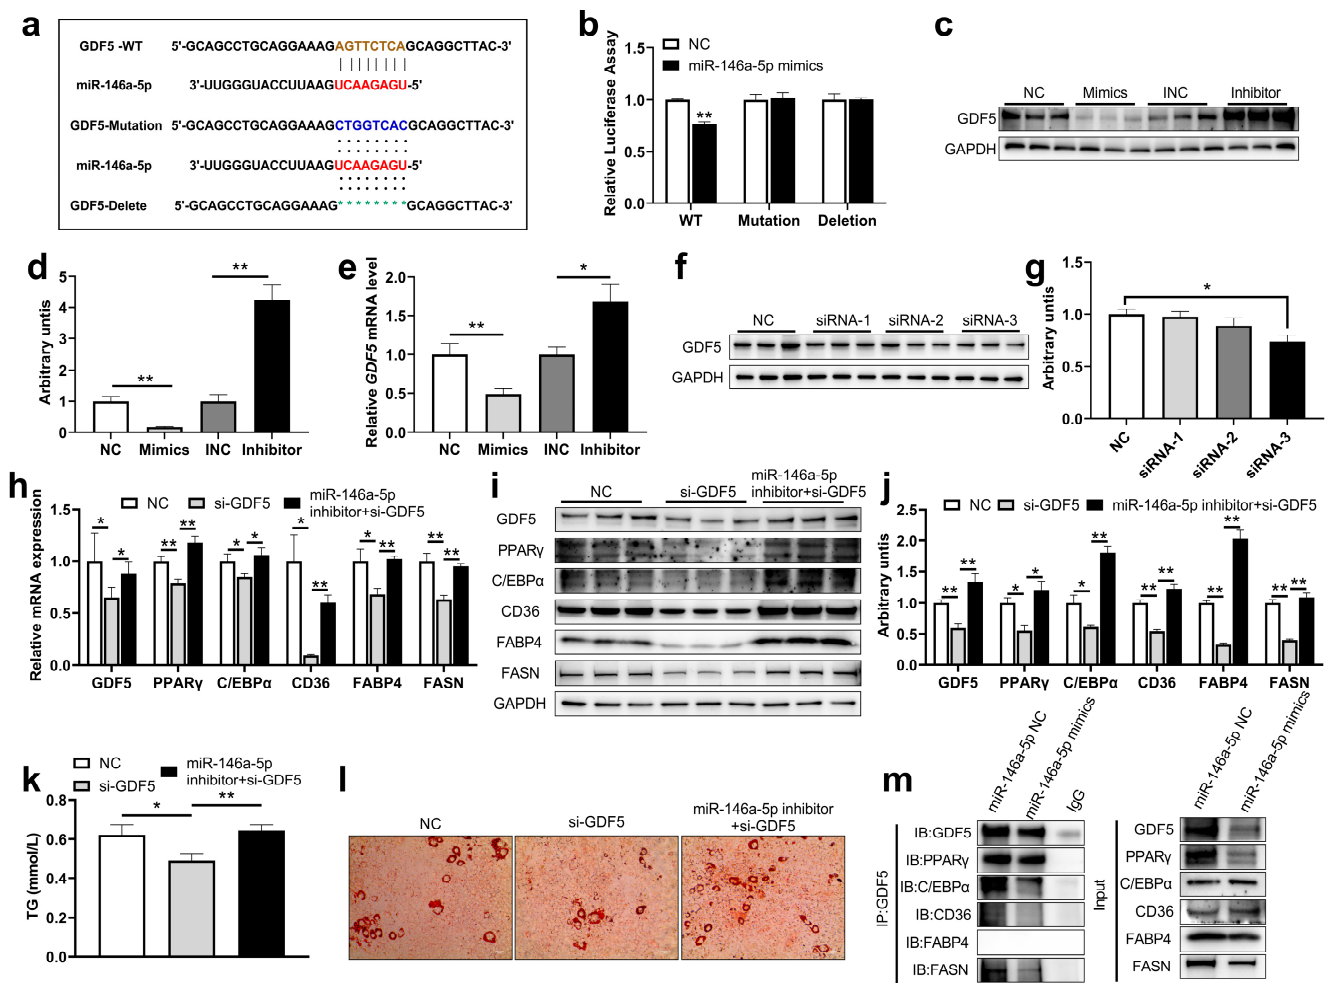 a
GDF5 -WT 5'-GCAGCCTGCAGGAAAGAGTTCTCAGCAGGCTTAC-3'
miR-146a-5p 3'-UUGGGUACCUUAAGUCAAGAGU-5'
GDF5-Mutation 5'-GCAGCCTGCAGGAAAGCTGGTCACGCAGGCTTAC-3'
miR-146a-5p 3'-UUGGGUACCUUAAGUCAAGAGU-5'
GDF5-Delete 5'-GCAGCCTGCAGGAAAG********GCAGGCTTAC-3'
b
NC
miR-146a-5p mimics
Relative Luciferase Assay
1.5
1.0
0.5
0.0
**
WT Mutation Deletion
c
NC Mimics INC Inhibitor
GDF5
GAPDH
d
Arbitrary untis
5
4
3
2
1
0
** **
NC Mimics INC Inhibitor
e
Relative GDF5 mRNA level
2.0
1.5
1.0
0.5
0.0
** *
NC Mimics INC Inhibitor
f
NC siRNA-1 siRNA-2 siRNA-3
GDF5
GAPDH
g
Arbitrary untis
1.5
1.0
0.5
0.0
*
NC siRNA-1 siRNA-2 siRNA-3
h
NC si-GDF5 miR-146a-5p
inhibitor+si-GDF5
Relative mRNA expression
1.5
1.0
0.5
0.0
* * ** ** * * * ** * ** ** **
GDF5 PPARγ C/EBPα CD36 FABP4 FASN
i
NC si-GDF5 miR-146a-5p
inhibitor+si-GDF5
GDF5
PPARγ
C/EBPα
CD36
FABP4
FASN
GAPDH
j
NC si-GDF5 miR-146a-5p inhibitor+si-GDF5
Arbitrary untis
2.5
2.0
1.5
1.0
0.5
0.0
** ** * * * ** ** ** ** ** ** **
GDF5 PPARγ C/EBPα CD36 FABP4 FASN
k
NC
si-GDF5
miR-146a-5p
inhibitor+si-GDF5
TG (mmol/L)
0.8
0.6
0.4
0.2
0.0
* **
l
NC si-GDF5 miR-146a-5p inhibitor
+si-GDF5
m
miR-146a-5p NC miR-146a-5p mimics IgG
IP:GDF5
IB:GDF5
IB:PPARγ
IB:C/EBPα
IB:CD36
IB:FABP4
IB:FASN
miR-146a-5p NC miR-146a-5p mimics
Input
GDF5
PPARγ
C/EBPα
CD36
FABP4
FASN